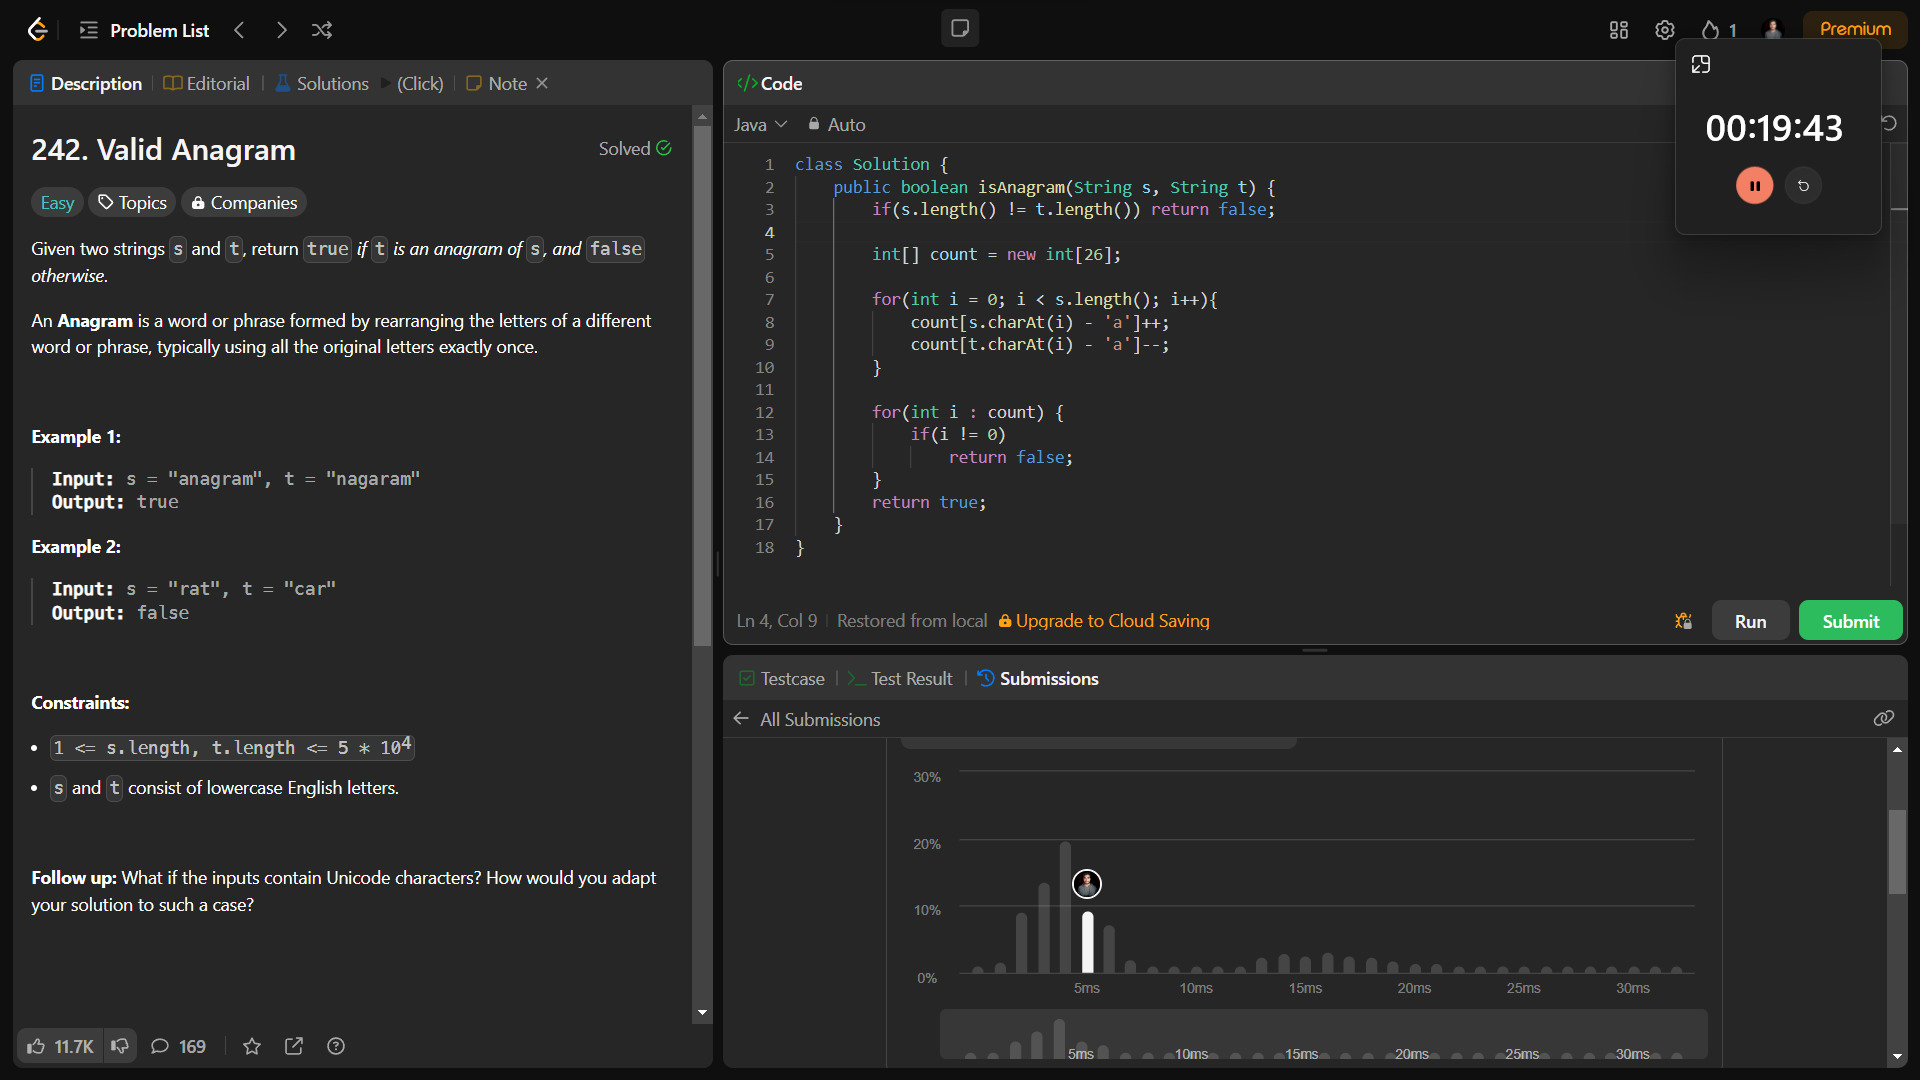 Problem List
1
Premium
Description
Editorial
Solutions
(Click)
Note
242. Valid Anagram
Solved
Easy
Topics
Companies
Given two strings s and t, return true if t is an anagram of s, and false
otherwise.
An Anagram is a word or phrase formed by rearranging the letters of a different
word or phrase, typically using all the original letters exactly once.
Example 1:
Input: s = "anagram", t = "nagaram"
Output: true
Example 2:
Input: s = "rat", t = "car"
Output: false
Constraints:
• 1 <= s.length, t.length <= 5 * 10⁴
• s and t consist of lowercase English letters.
Follow up: What if the inputs contain Unicode characters? How would you adapt
your solution to such a case?
11.7K
169
</>Code
00:19:43
Java
Auto
1 class Solution {
2     public boolean isAnagram(String s, String t) {
3         if(s.length() != t.length()) return false;
4
5         int[] count = new int[26];
6
7         for(int i = 0; i < s.length(); i++){
8             count[s.charAt(i) - 'a']++;
9             count[t.charAt(i) - 'a']--;
10         }
11
12         for(int i : count) {
13             if(i != 0)
14                 return false;
15         }
16         return true;
17     }
18 }
Ln 4, Col 9
Restored from local
Upgrade to Cloud Saving
Run
Submit
Testcase
Test Result
Submissions
All Submissions
30%
20%
10%
0%
5ms 10ms 15ms 20ms 25ms 30ms
5ms 10ms 15ms 20ms 25ms 30ms